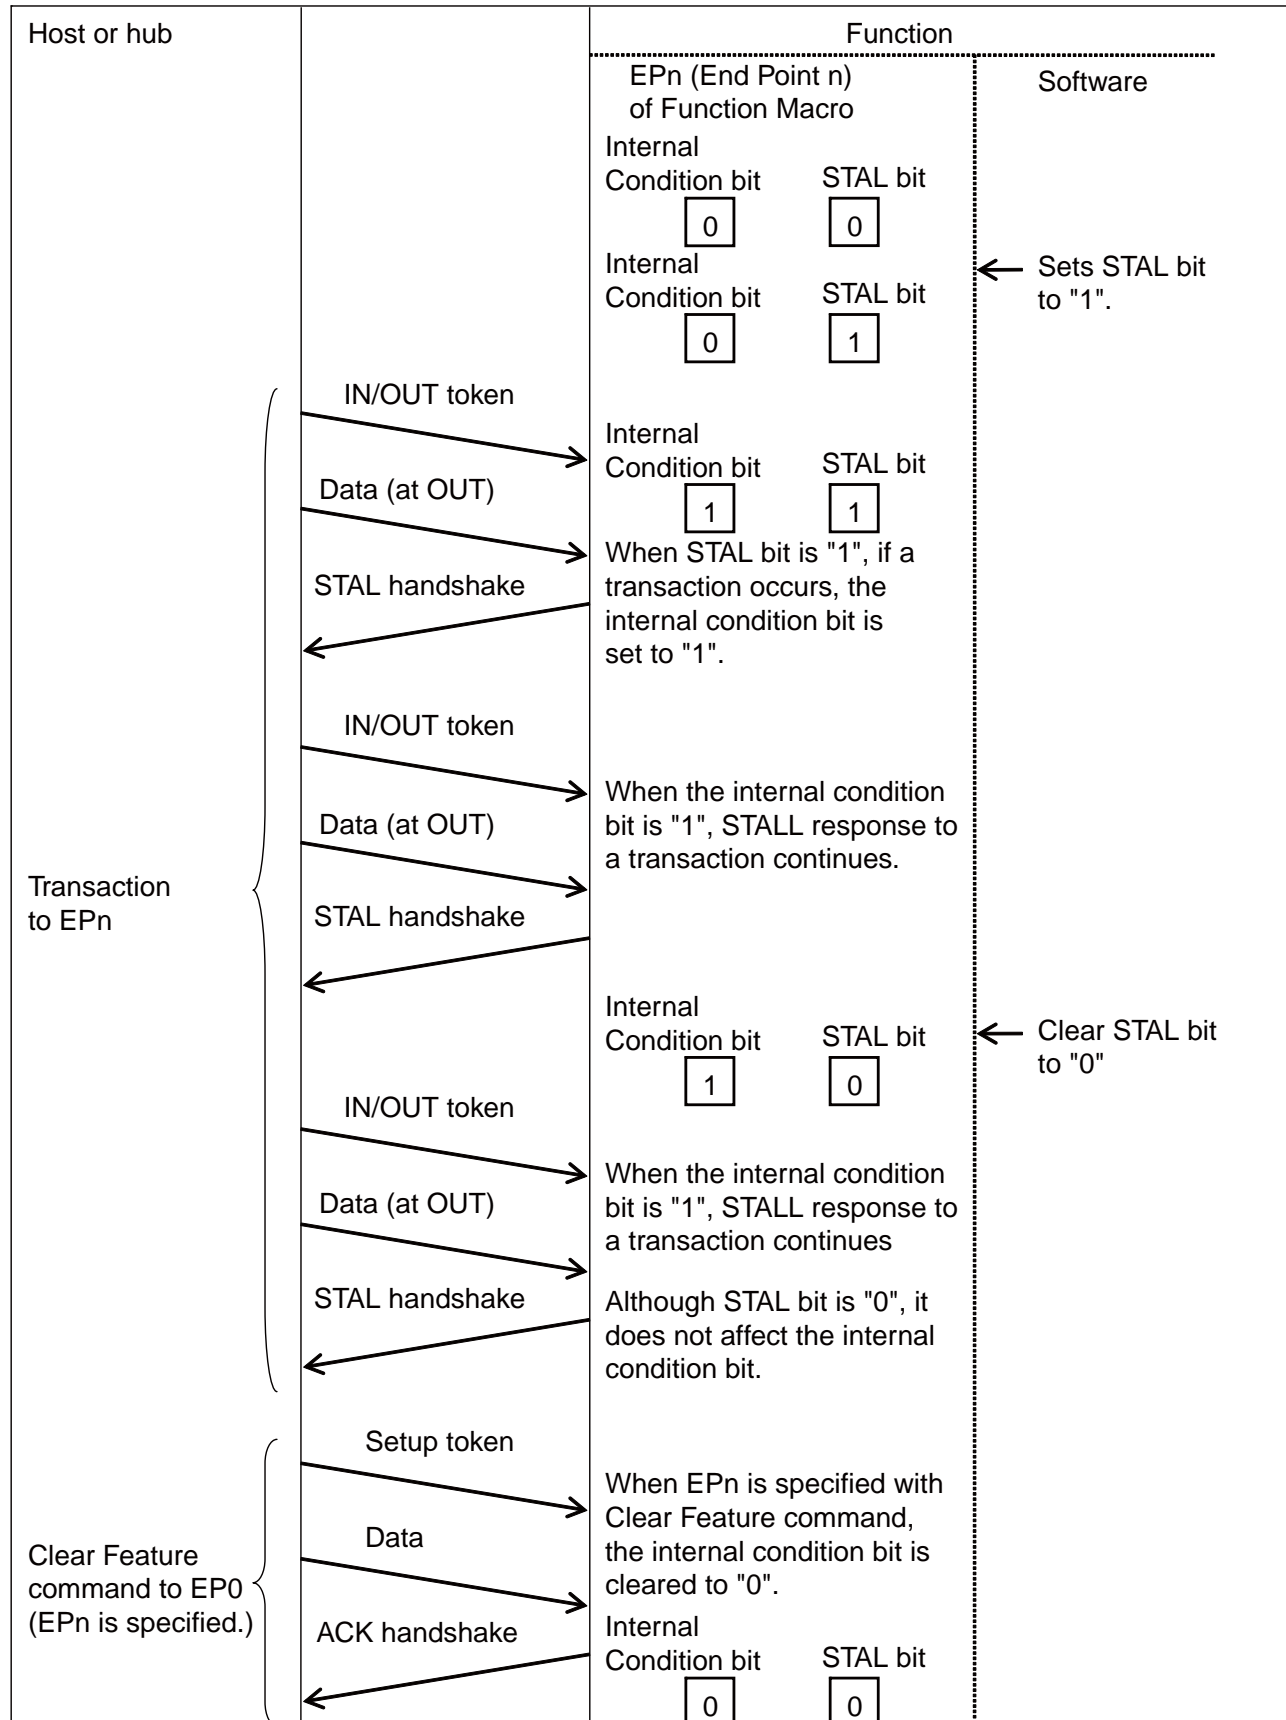 Host or hub
Function
EPn (End Point n)
of Function Macro
Software
Internal
Condition bit
STAL bit
0
0
Sets STAL bit
to "1".
Internal
Condition bit
STAL bit
0
1
IN/OUT token
Internal
Condition bit
STAL bit
1
1
Data (at OUT)
When STAL bit is "1", if a
transaction occurs, the
internal condition bit is
set to "1".
STAL handshake
IN/OUT token
When the internal condition
bit is "1", STALL response to
a transaction continues.
Data (at OUT)
Transaction
to EPn
STAL handshake
Internal
Condition bit
STAL bit
1
0
Clear STAL bit
to "0"
IN/OUT token
When the internal condition
bit is "1", STALL response to
a transaction continues
Data (at OUT)
STAL handshake
Although STAL bit is "0", it
does not affect the internal
condition bit.
Setup token
When EPn is specified with
Clear Feature command,
the internal condition bit is
cleared to "0".
Data
Clear Feature
command to EP0
(EPn is specified.)
ACK handshake
Internal
Condition bit
STAL bit
0
0